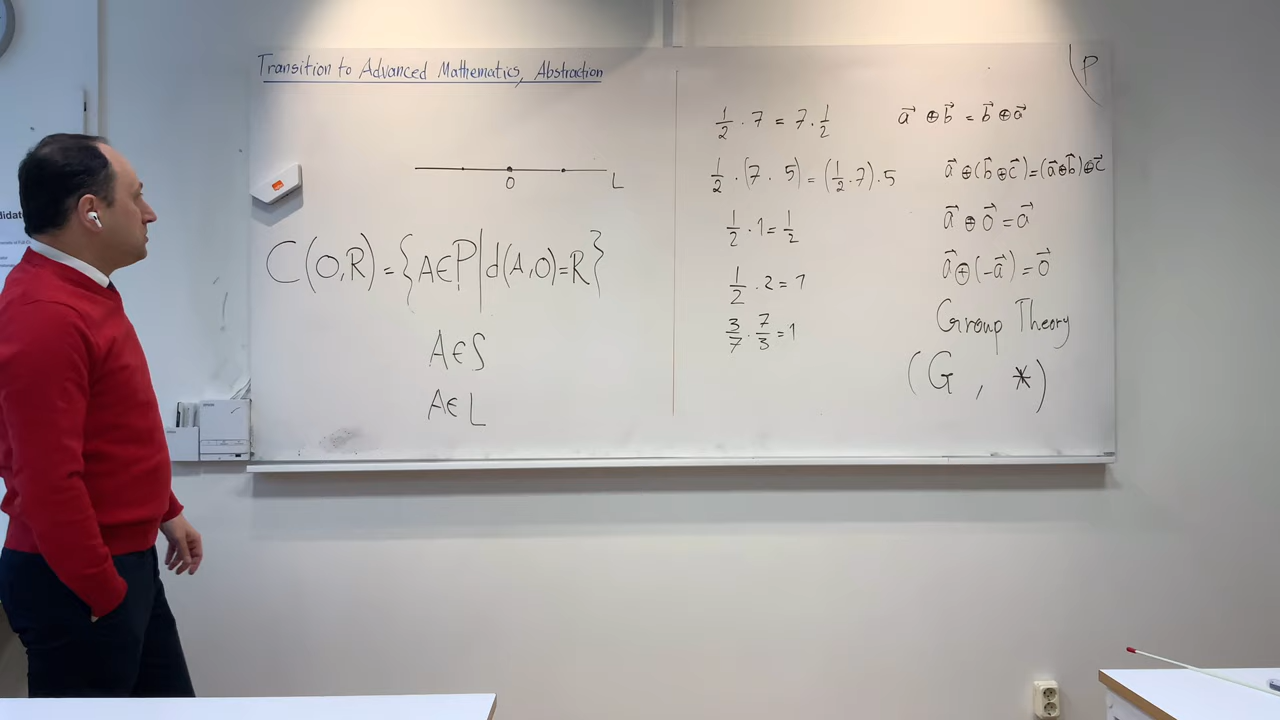 Transition to Advanced Mathematics, Abstraction
O L
C(O,R) = {A∈P | d(A,O)=R}
A∈S
A∈L
1/2 · 7 = 7 · 1/2
1/2 · (7 · 5) = (1/2 · 7) · 5
1/2 · 1 = 1/2
1/2 · 2 = 1
3/7 · 7/3 = 1
P
a⃗ ⊕ b⃗ = b⃗ ⊕ a⃗
a⃗ ⊕ (b⃗ ⊕ c⃗) = (a⃗ ⊕ b⃗) ⊕ c⃗
a⃗ ⊕ 0⃗ = a⃗
a⃗ ⊕ (-a⃗) = 0⃗
Group Theory
(G , *)